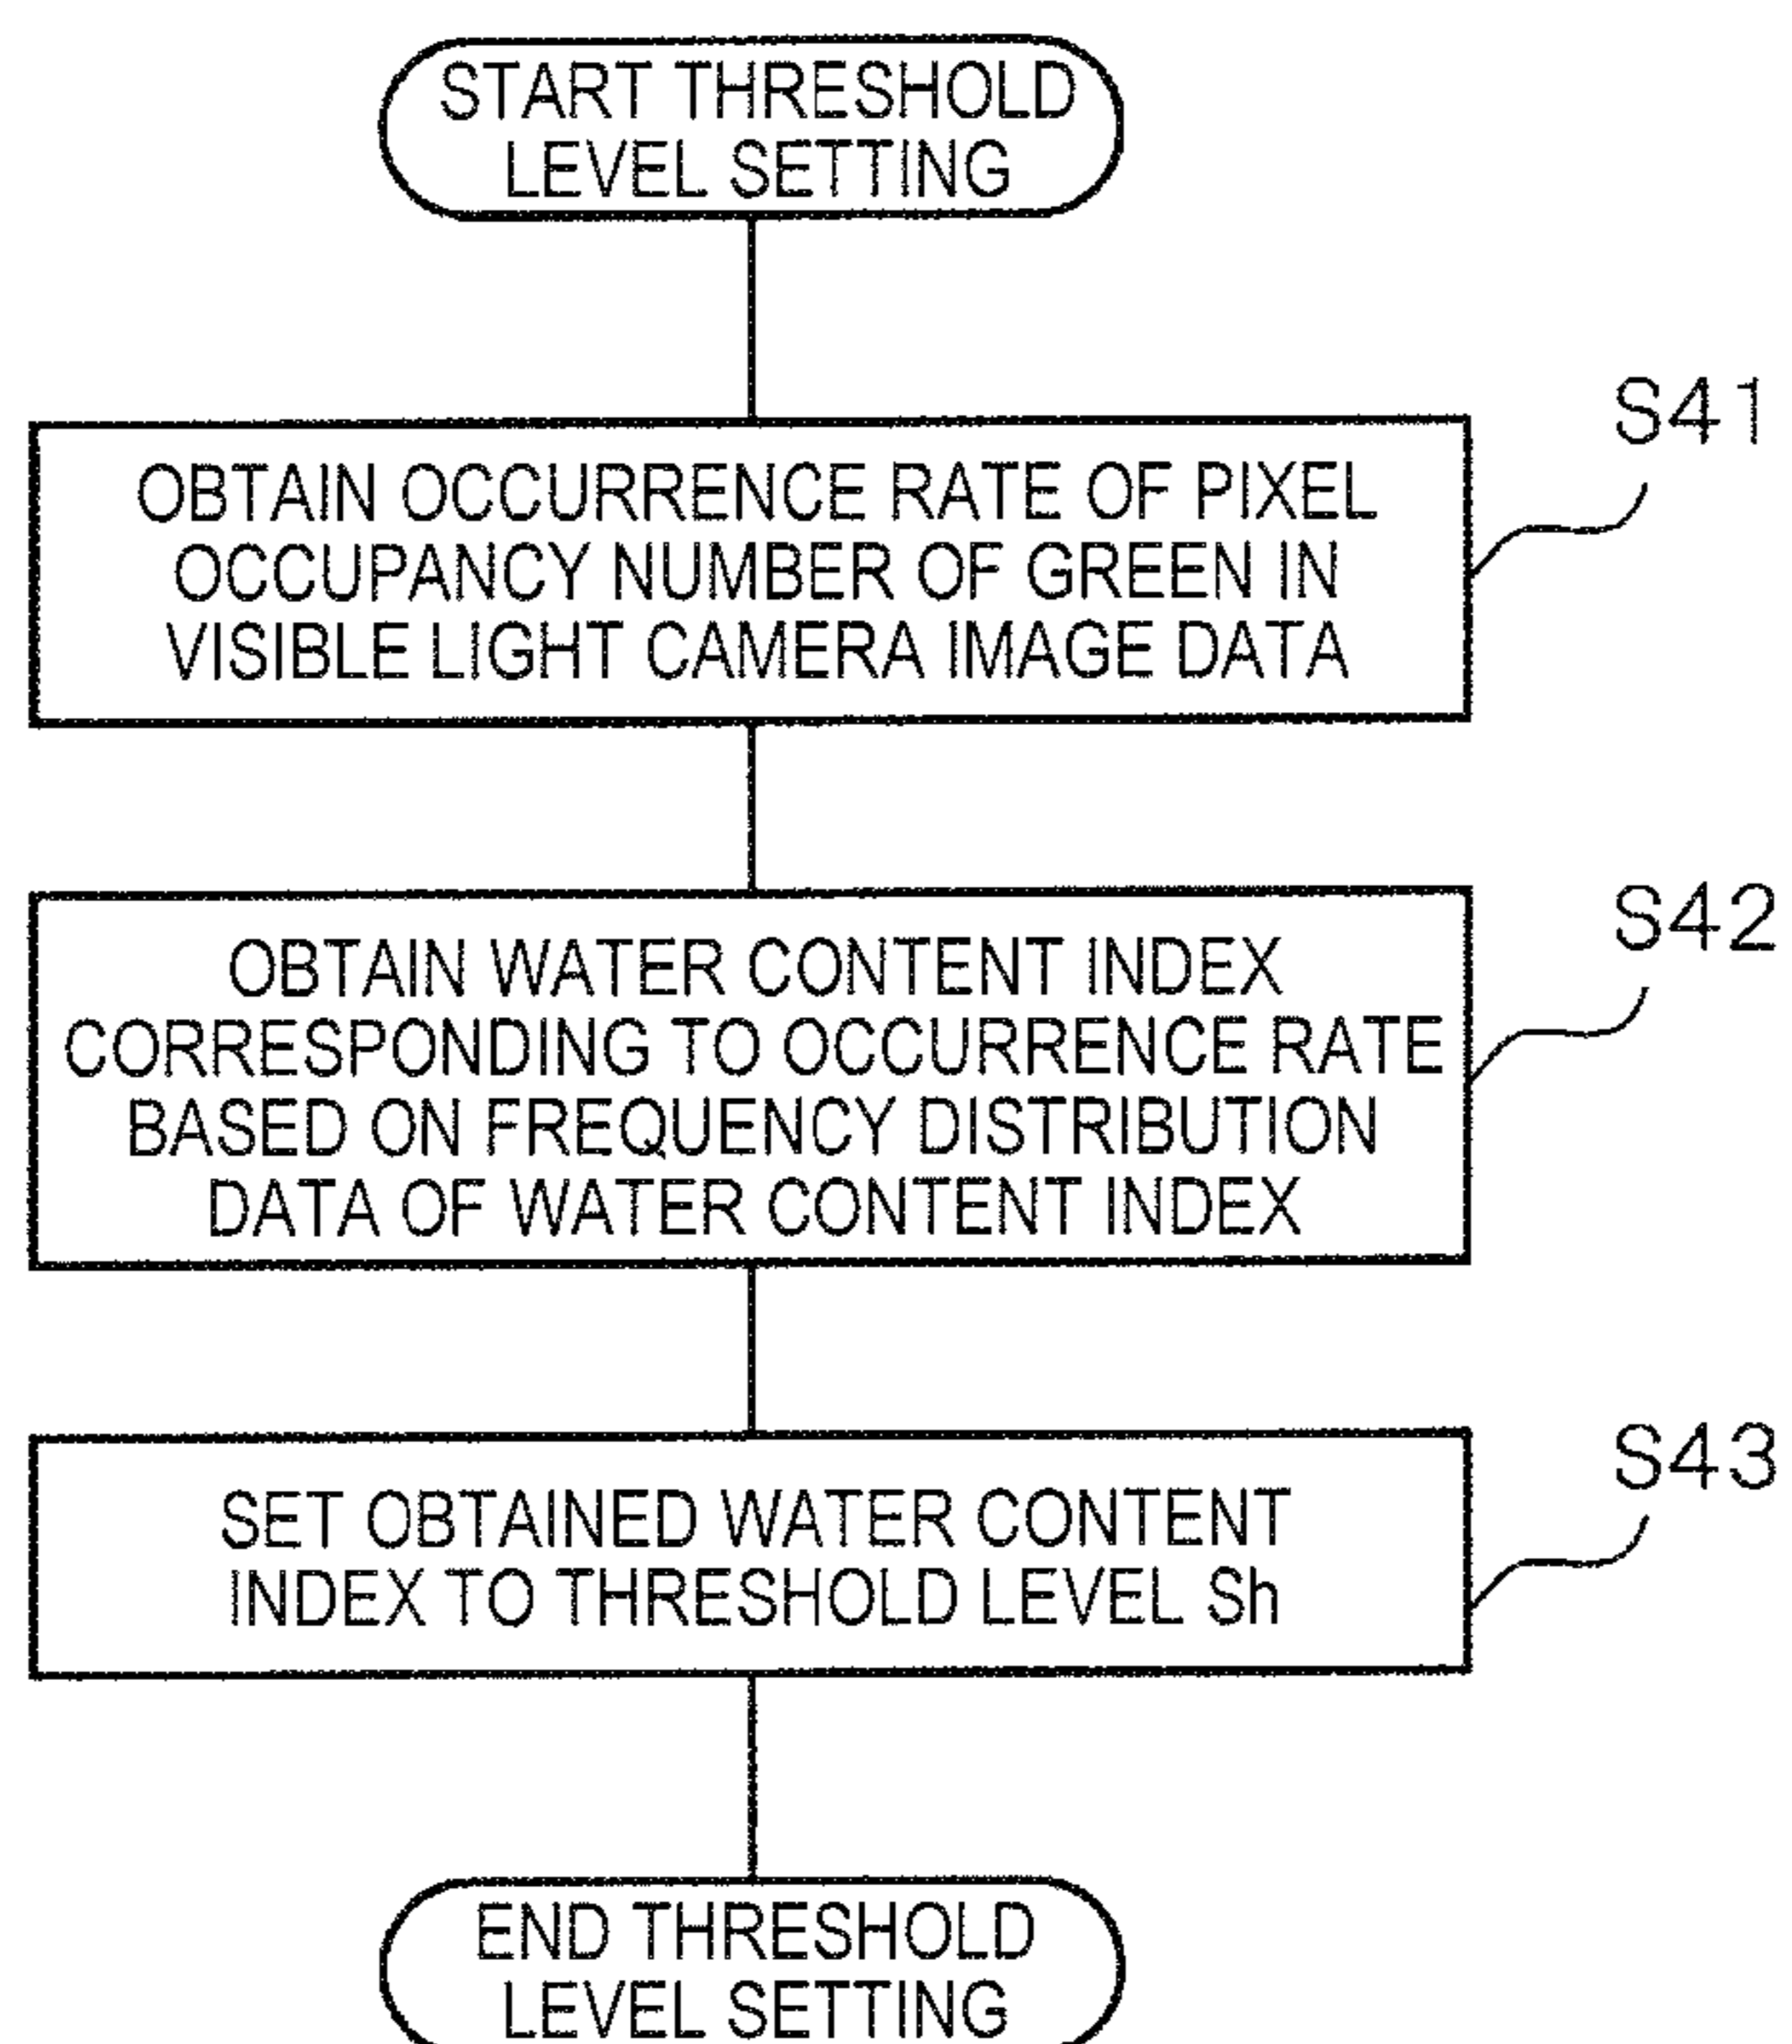 START THRESHOLD
LEVEL SETTING
S41
OBTAIN OCCURRENCE RATE OF PIXEL
OCCUPANCY NUMBER OF GREEN IN
VISIBLE LIGHT CAMERA IMAGE DATA
S42
OBTAIN WATER CONTENT INDEX
CORRESPONDING TO OCCURRENCE RATE
BASED ON FREQUENCY DISTRIBUTION
DATA OF WATER CONTENT INDEX
S43
SET OBTAINED WATER CONTENT
INDEX TO THRESHOLD LEVEL Sh
END THRESHOLD
LEVEL SETTING